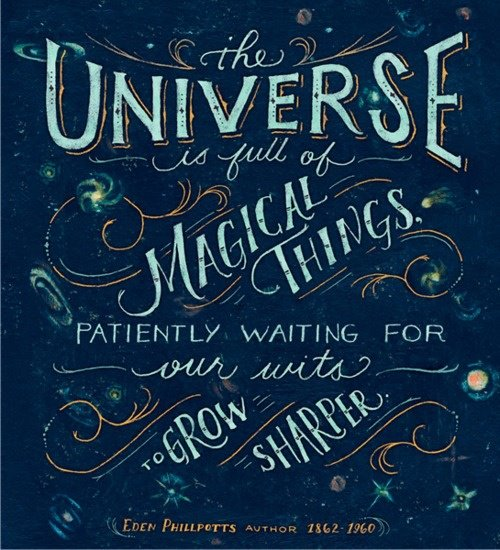 the
UNIVERSE
is full of
MAGICAL
THINGS,
PATIENTLY WAITING FOR
our wits
TO GROW
SHARPER.
EDEN PHILLPOTTS AUTHOR 1862-1960